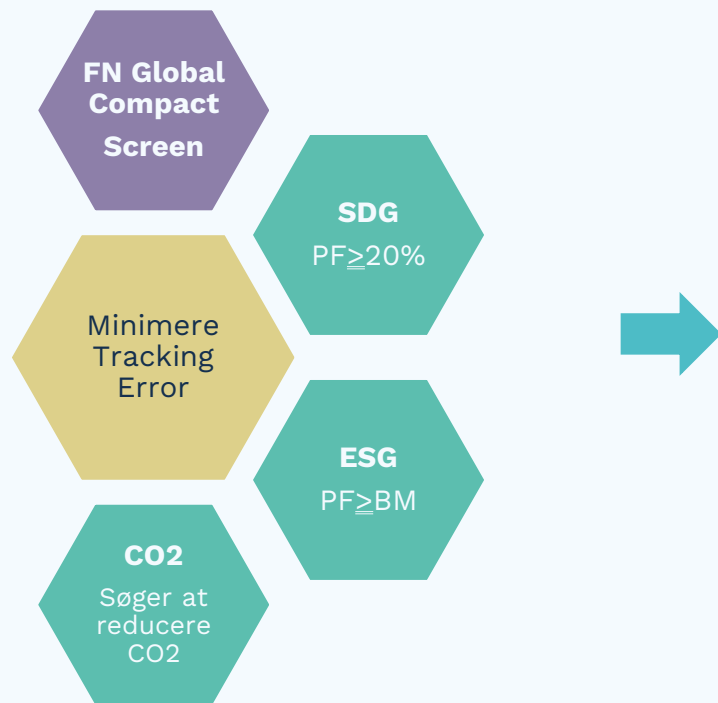 FN Global
Compact
Screen
SDG
PF≥20%
Minimere
Tracking
Error
ESG
PF≥BM
CO2
Søger at
reducere
CO2